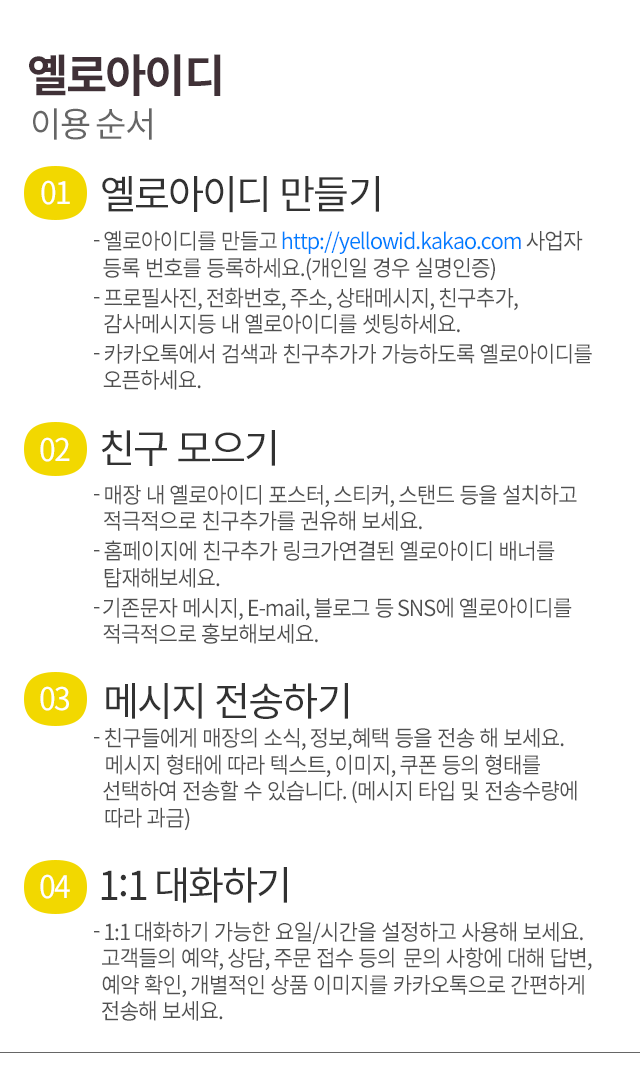 옐로아이디
이용 순서
01 옐로아이디 만들기
- 옐로아이디를 만들고 http://yellowid.kakao.com 사업자
등록 번호를 등록하세요.(개인일 경우 실명인증)
- 프로필사진, 전화번호, 주소, 상태메시지, 친구추가,
감사메시지등 내 옐로아이디를 셋팅하세요.
- 카카오톡에서 검색과 친구추가가 가능하도록 옐로아이디를
오픈하세요.
02 친구 모으기
- 매장 내 옐로아이디 포스터, 스티커, 스탠드 등을 설치하고
적극적으로 친구추가를 권유해 보세요.
- 홈페이지에 친구추가 링크가연결된 옐로아이디 배너를
탑재해보세요.
- 기존문자 메시지, E-mail, 블로그 등 SNS에 옐로아이디를
적극적으로 홍보해보세요.
03 메시지 전송하기
- 친구들에게 매장의 소식, 정보,혜택 등을 전송 해 보세요.
메시지 형태에 따라 텍스트, 이미지, 쿠폰 등의 형태를
선택하여 전송할 수 있습니다. (메시지 타입 및 전송수량에
따라 과금)
04 1:1 대화하기
- 1:1 대화하기 가능한 요일/시간을 설정하고 사용해 보세요.
고객들의 예약, 상담, 주문 접수 등의 문의 사항에 대해 답변,
예약 확인, 개별적인 상품 이미지를 카카오톡으로 간편하게
전송해 보세요.